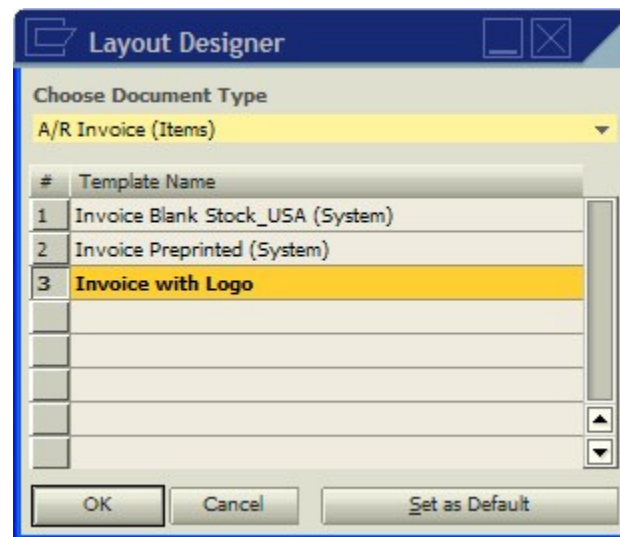 Layout Designer
Choose Document Type
A/R Invoice (Items)
# Template Name
1 Invoice Blank Stock_USA (System)
2 Invoice Preprinted (System)
3 Invoice with Logo
OK Cancel Set as Default